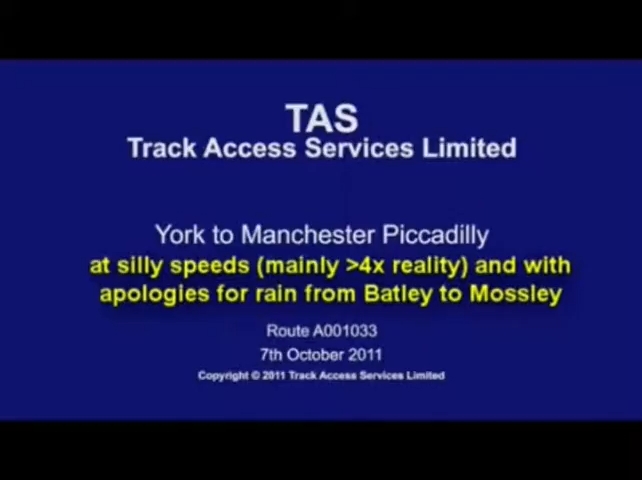 TAS
Track Access Services Limited
York to Manchester Piccadilly
at silly speeds (mainly >4x reality) and with
apologies for rain from Batley to Mossley
Route A001033
7th October 2011
Copyright © 2011 Track Access Services Limited